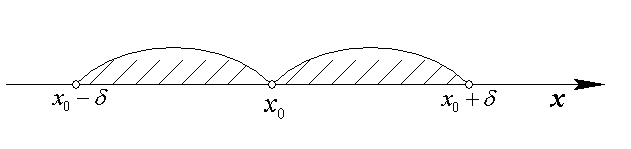 x₀ − δ x₀ x₀ + δ x